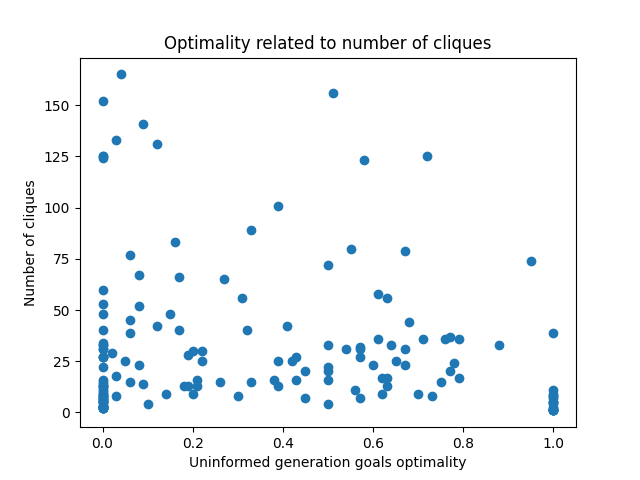 Optimality related to number of cliques
Number of cliques
150
125
100
75
50
25
0
0.0 0.2 0.4 0.6 0.8 1.0
Uninformed generation goals optimality